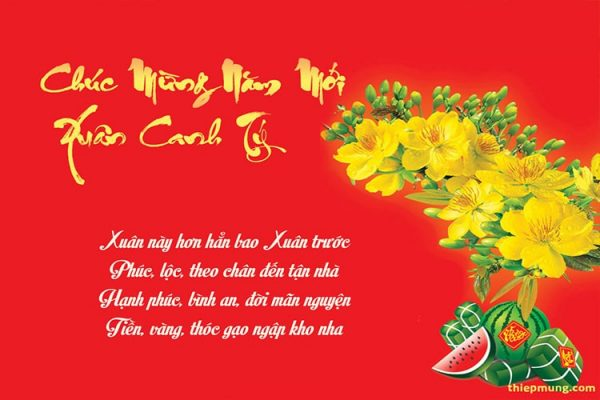 Chúc Mừng Năm Mới
Xuân Canh Tý
Xuân này hơn hẳn bao Xuân trước
Phúc, lộc, theo chân đến tận nhà
Hạnh phúc, bình an, đời mãn nguyện
Tiền, vàng, thóc gạo ngập kho nha
thiepmung.com